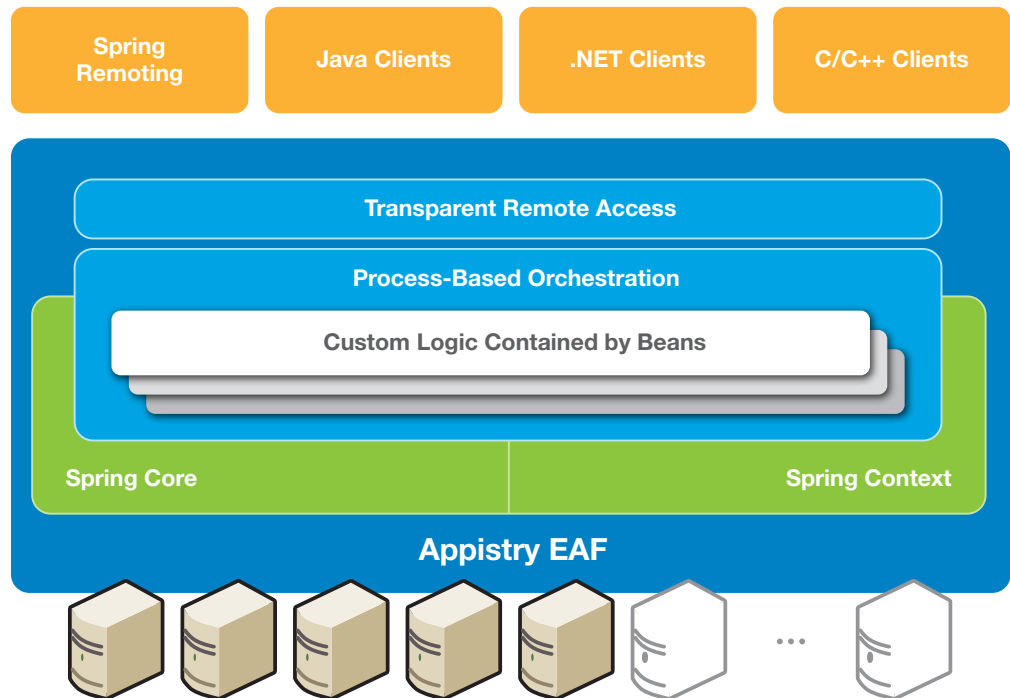 Spring
Remoting
Java Clients
.NET Clients
C/C++ Clients
Transparent Remote Access
Process-Based Orchestration
Custom Logic Contained by Beans
Spring Core
Spring Context
Appistry EAF
...